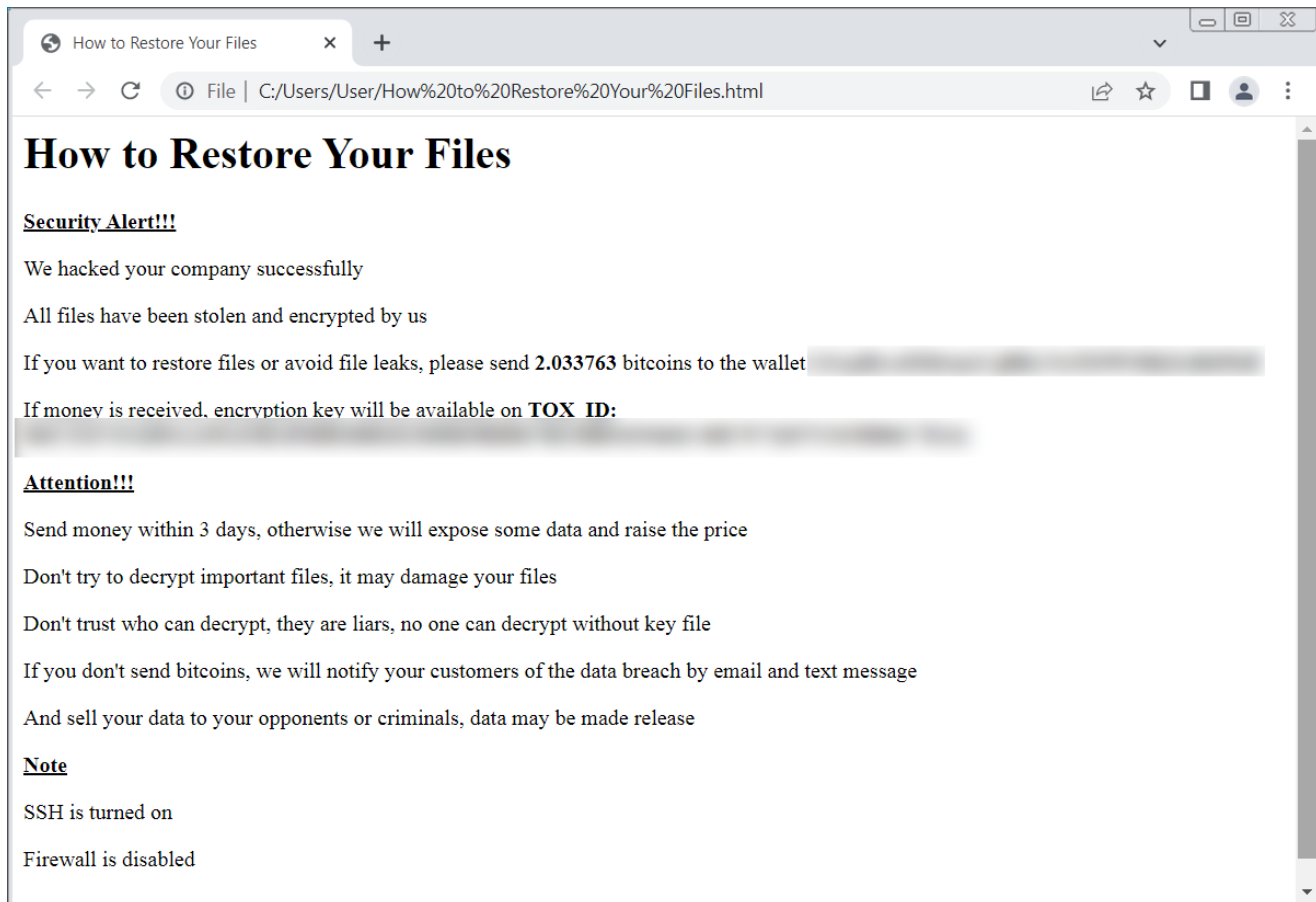 How to Restore Your Files
File | C:/Users/User/How%20to%20Restore%20Your%20Files.html
How to Restore Your Files
Security Alert!!!
We hacked your company successfully
All files have been stolen and encrypted by us
If you want to restore files or avoid file leaks, please send 2.033763 bitcoins to the wallet
If money is received, encryption key will be available on TOX_ID:
Attention!!!
Send money within 3 days, otherwise we will expose some data and raise the price
Don't try to decrypt important files, it may damage your files
Don't trust who can decrypt, they are liars, no one can decrypt without key file
If you don't send bitcoins, we will notify your customers of the data breach by email and text message
And sell your data to your opponents or criminals, data may be made release
Note
SSH is turned on
Firewall is disabled